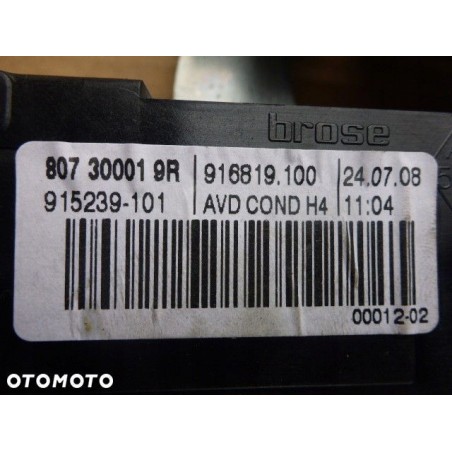 brose
807 30001 9R 916819.100 24.07.08
915239-101 AVD COND H4 11:04
00012-02
OTOMOTO